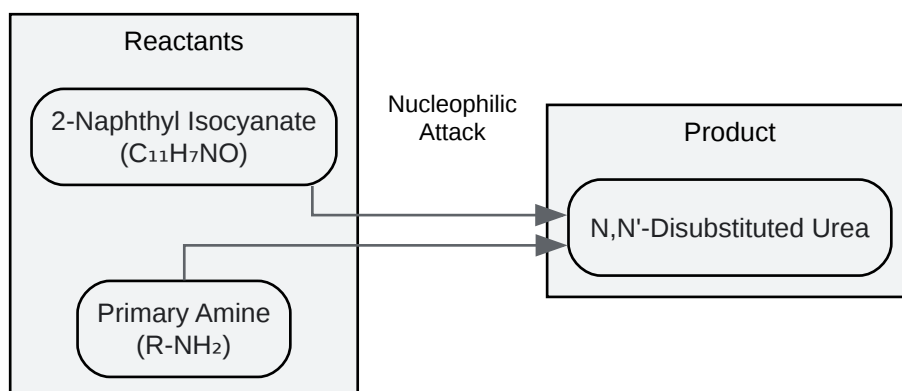 Reactants
2-Naphthyl Isocyanate
(C₁₁H₇NO)
Primary Amine
(R-NH₂)
Nucleophilic
Attack
Product
N,N'-Disubstituted Urea